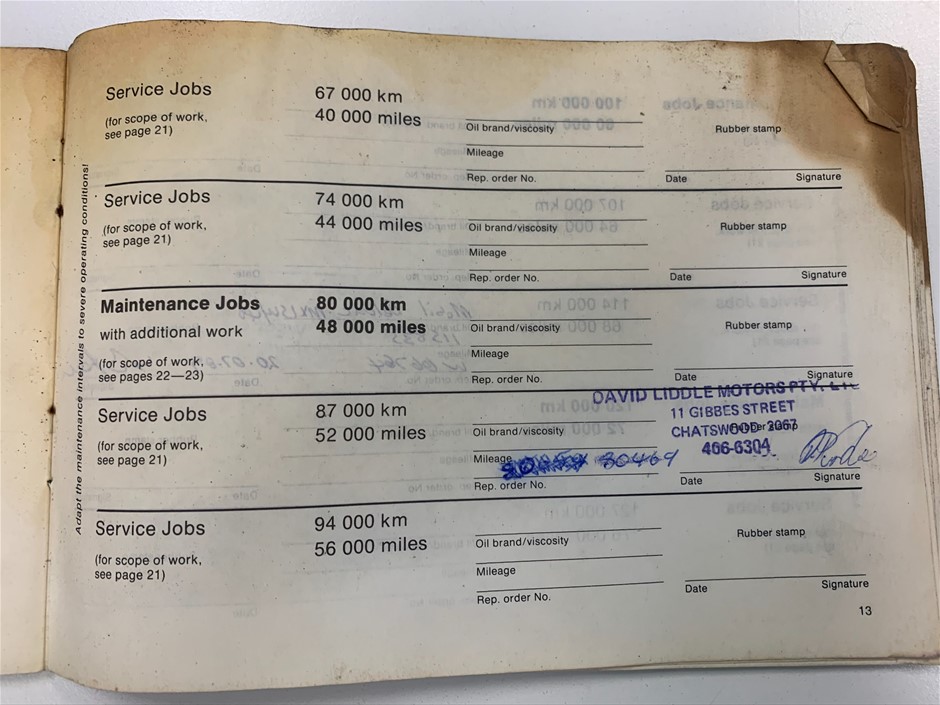 Service Jobs
(for scope of work,
see page 21)
67 000 km
40 000 miles
Oil brand/viscosity
Mileage
Rep. order No.
Rubber stamp
Date Signature
Service Jobs
(for scope of work,
see page 21)
74 000 km
44 000 miles
Oil brand/viscosity
Mileage
Rep. order No.
Rubber stamp
Date Signature
Maintenance Jobs
with additional work
(for scope of work,
see pages 22—23)
80 000 km
48 000 miles
Oil brand/viscosity
Mileage
Rep. order No.
Rubber stamp
Date Signature
Service Jobs
(for scope of work,
see page 21)
87 000 km
52 000 miles
Oil brand/viscosity
Mileage 80469
Rep. order No.
DAVID LIDDLE MOTORS PTY.
11 GIBBES STREET
CHATSWOOD 2067
Rubber stamp
406-6304
Date Signature
Service Jobs
(for scope of work,
see page 21)
94 000 km
56 000 miles
Oil brand/viscosity
Mileage
Rep. order No.
Rubber stamp
Date Signature
13
Adapt the maintenance intervals to severe operating conditions!